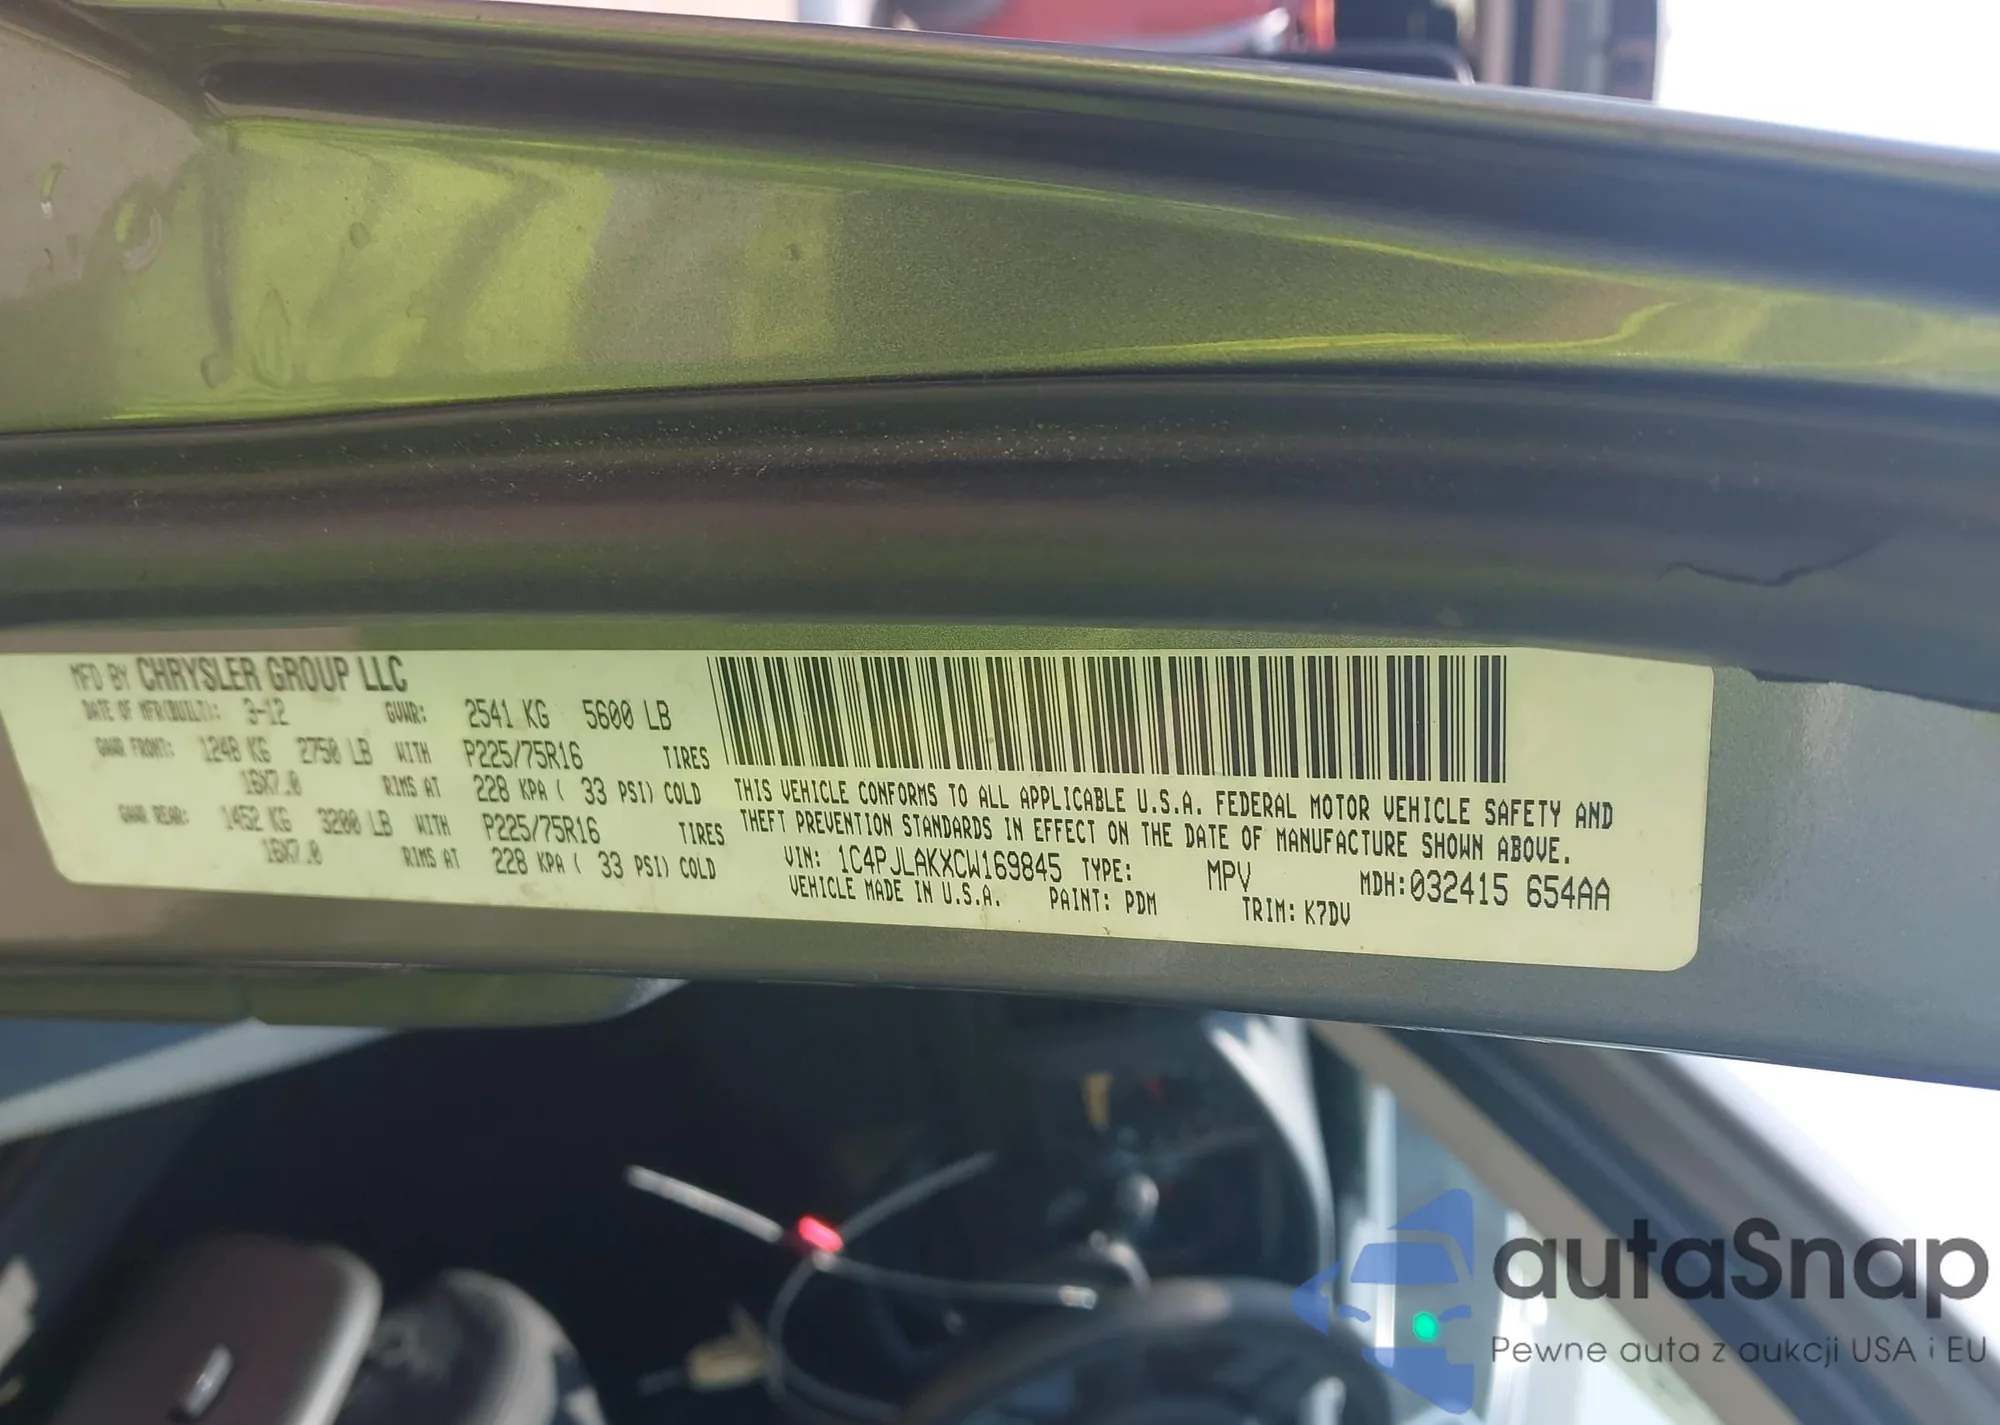 MFD BY CHRYSLER GROUP LLC
DATE OF MFR(BUILT): 3-12 GVWR: 2541 KG 5600 LB
GAWR FRONT: 1248 KG 2750 LB WITH P225/75R16 TIRES
16X7.0 RIMS AT 228 KPA ( 33 PSI) COLD
GAWR REAR: 1452 KG 3200 LB WITH P225/75R16 TIRES
16X7.0 RIMS AT 228 KPA ( 33 PSI) COLD
THIS VEHICLE CONFORMS TO ALL APPLICABLE U.S.A. FEDERAL MOTOR VEHICLE SAFETY AND
THEFT PREVENTION STANDARDS IN EFFECT ON THE DATE OF MANUFACTURE SHOWN ABOVE.
VIN: 1C4PJLAKXCW169845 TYPE: MPV MDH:032415 654AA
VEHICLE MADE IN U.S.A. PAINT: PDM TRIM: K7DV
autaSnap
Pewne auta z aukcji USA i EU